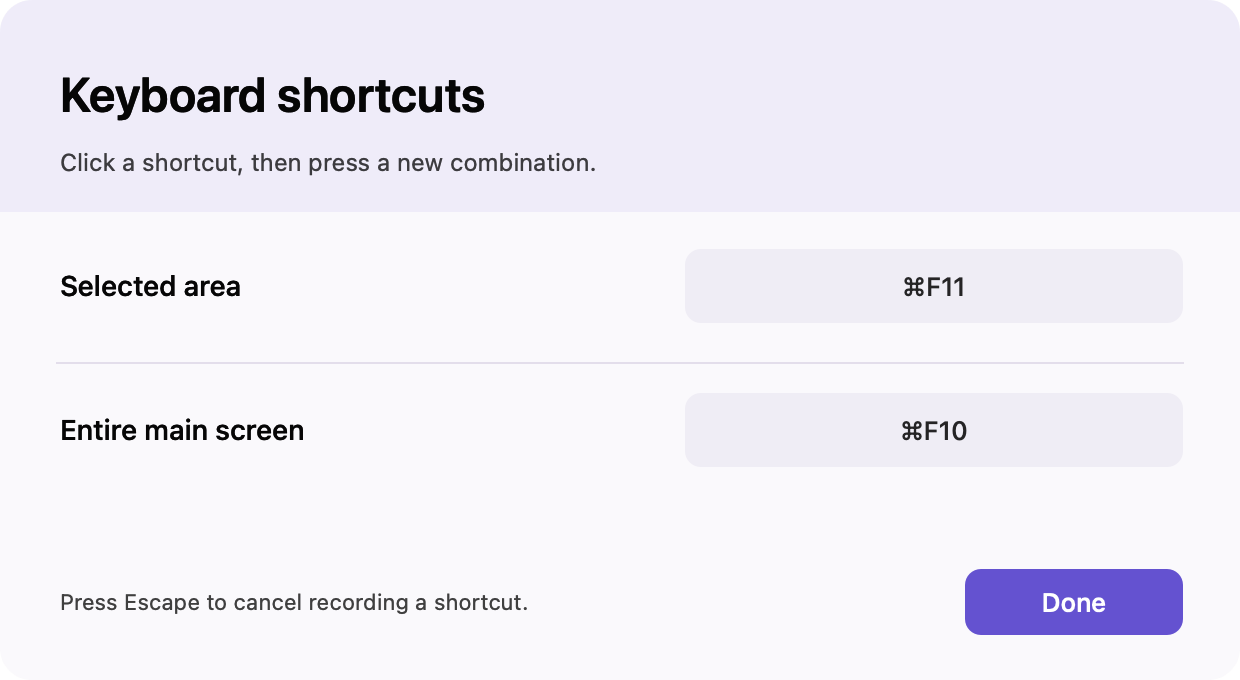 Keyboard shortcuts
Click a shortcut, then press a new combination.
Selected area
⌘F11
Entire main screen
⌘F10
Press Escape to cancel recording a shortcut.
Done